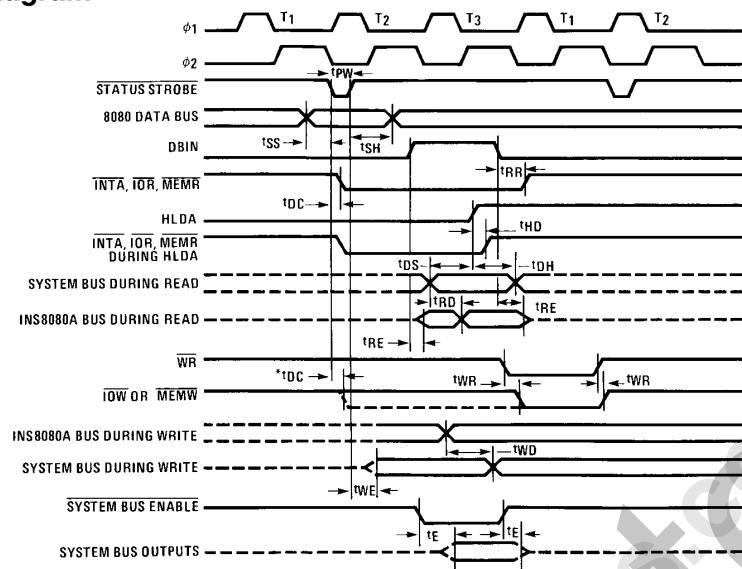 ϕ1 T1 T2 T3 T1 T2
ϕ2
tPW
STATUS STROBE
8080 DATA BUS
tSS tSH
DBIN
tRR
INTA, IOR, MEMR
tDC
HLDA
tHD
INTA, IOR, MEMR
DURING HLDA
tDS tDH
SYSTEM BUS DURING READ
tRD tRE
INS8080A BUS DURING READ
tRE
WR
*tDC tWR tWR
IOW OR MEMW
INS8080A BUS DURING WRITE
tWD
SYSTEM BUS DURING WRITE
tWE
SYSTEM BUS ENABLE
tE tE
SYSTEM BUS OUTPUTS